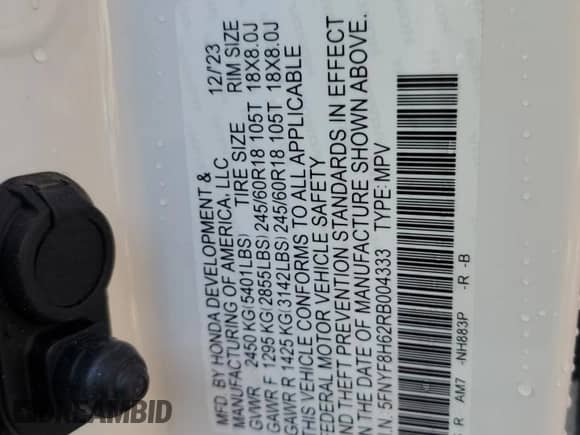 MFD. BY HONDA DEVELOPMENT &
MANUFACTURING OF AMERICA, LLC 12/'23
GVWR 2450 KG(5401LBS) TIRE SIZE RIM SIZE
GAWR F 1295 KG(2855LBS) 245/60R18 105T 18X8.0J
GAWR R 1425 KG(3142LBS) 245/60R18 105T 18X8.0J
THIS VEHICLE CONFORMS TO ALL APPLICABLE
FEDERAL MOTOR VEHICLE SAFETY
AND THEFT PREVENTION STANDARDS IN EFFECT
ON DATE OF MANUFACTURE SHOWN ABOVE.
I.N. 5FNYF8H62RB004333 TYPE: MPV
R AM7 -NH883P -R -B
DREAMBID